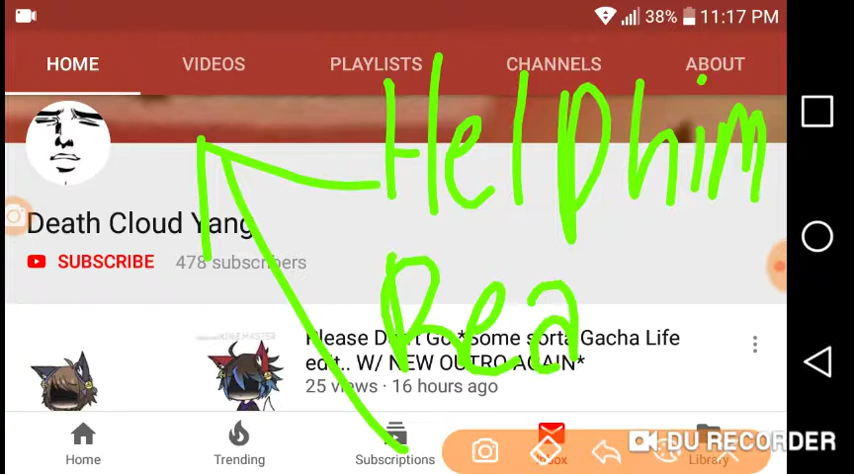 38% 11:17 PM
HOME VIDEOS PLAYLISTS CHANNELS ABOUT
Help him
Death Cloud Yang
SUBSCRIBE 478 subscribers
Rea
Please Don't Go *Some sorta Gacha Life
edit.. W/ NEW OUTRO AGAIN*
25 views · 16 hours ago
DU RECORDER
Home Trending Subscriptions Inbox Library